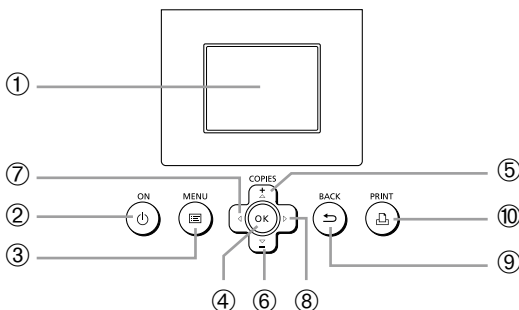 ①
⑦ COPIES ⑤
+
② ON MENU OK BACK PRINT ⑩
③ − ⑨
④ ⑥ ⑧